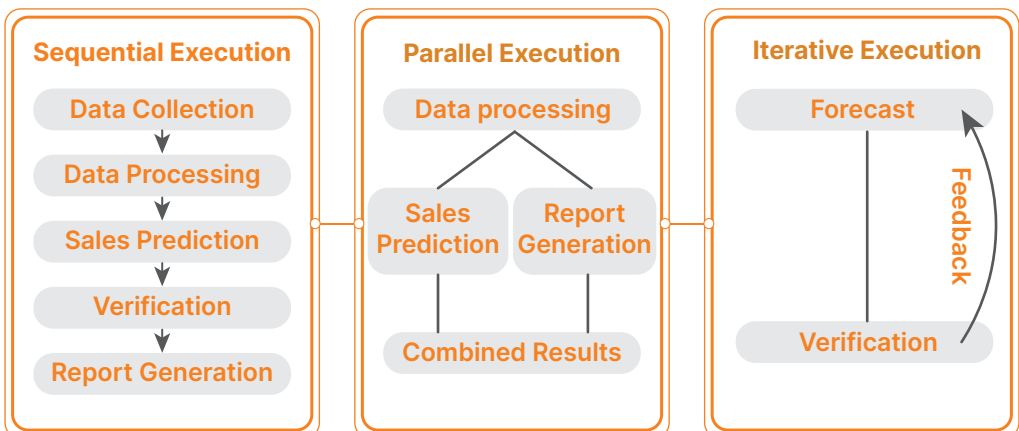 Sequential Execution
Data Collection
Data Processing
Sales Prediction
Verification
Report Generation
Parallel Execution
Data processing
Sales
Prediction
Report
Generation
Combined Results
Iterative Execution
Forecast
Feedback
Verification